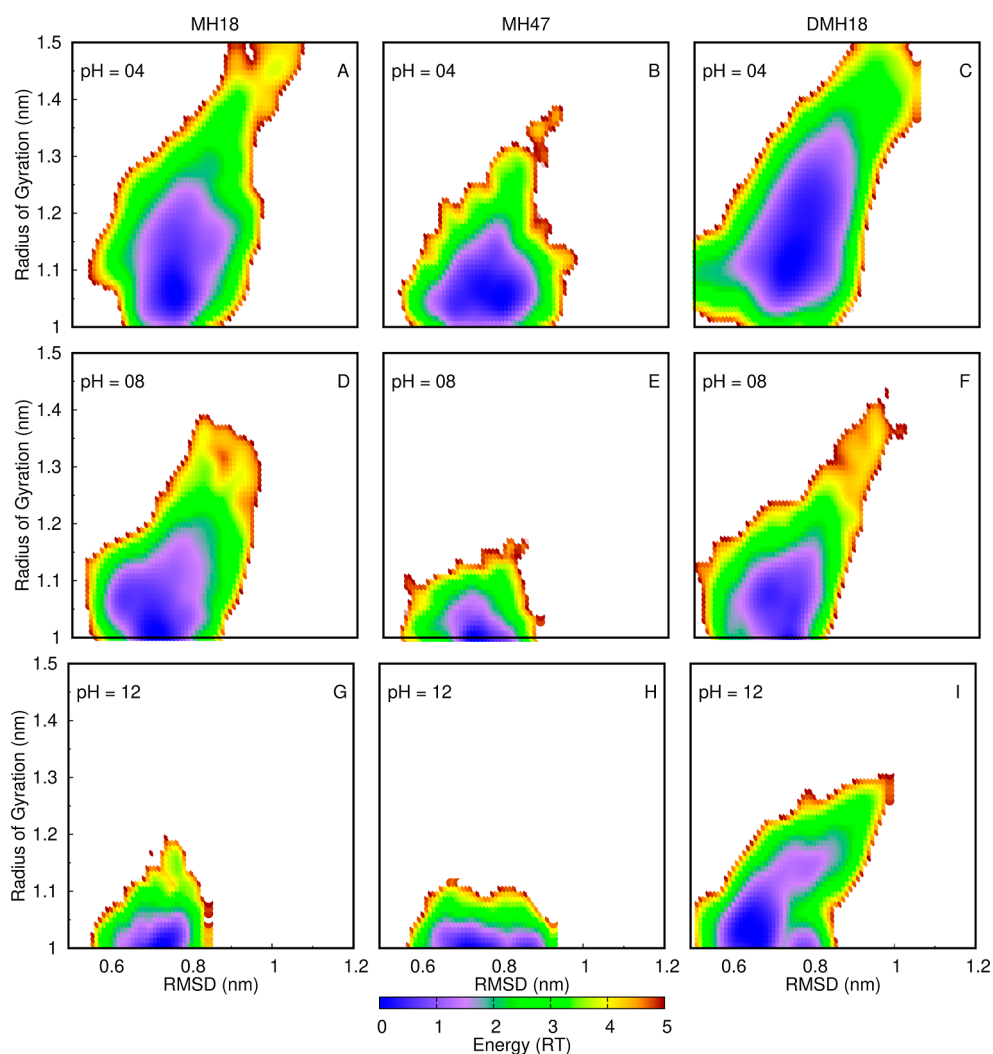 MH18 MH47 DMH18
1.5
pH = 04 A pH = 04 B pH = 04 C
1.4
1.3
1.2
1.1
1
Radius of Gyration (nm)
1.5
pH = 08 D pH = 08 E pH = 08 F
1.4
1.3
1.2
1.1
1
Radius of Gyration (nm)
1.5
pH = 12 G pH = 12 H pH = 12 I
1.4
1.3
1.2
1.1
1
Radius of Gyration (nm)
0.6 0.8 1 1.2 0.6 0.8 1 1.2 0.6 0.8 1 1.2
RMSD (nm) RMSD (nm) RMSD (nm)
0 1 2 3 4 5
Energy (RT)